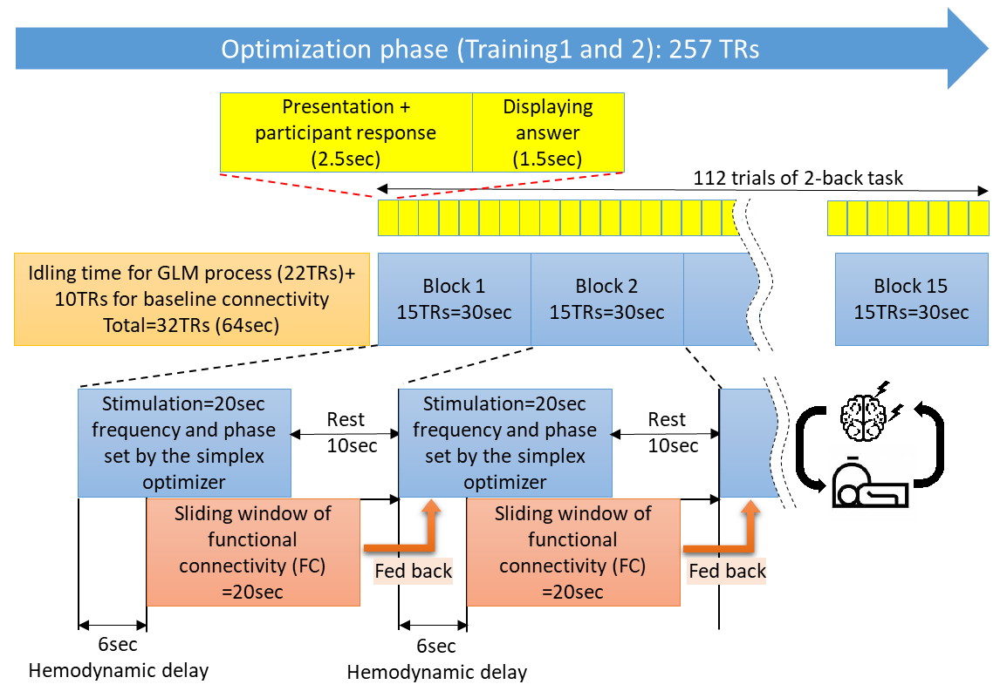 Optimization phase (Training1 and 2): 257 TRs
Presentation +
participant response
(2.5sec)
Displaying
answer
(1.5sec)
112 trials of 2-back task
Idling time for GLM process (22TRs)+
10TRs for baseline connectivity
Total=32TRs (64sec)
Block 1
15TRs=30sec
Block 2
15TRs=30sec
Block 15
15TRs=30sec
Stimulation=20sec
frequency and phase
set by the simplex
optimizer
Rest
10sec
Stimulation=20sec
frequency and phase
set by the simplex
optimizer
Rest
10sec
Sliding window of
functional
connectivity (FC)
=20sec
Fed back
Sliding window of
functional
connectivity (FC)
=20sec
Fed back
6sec
Hemodynamic delay
6sec
Hemodynamic delay